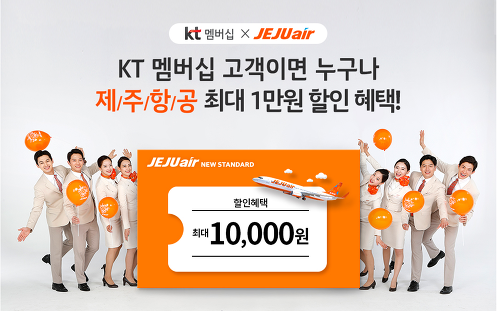 kt 멤버십 × JEJUair
KT 멤버십 고객이면 누구나
제/주/항/공 최대 1만원 할인 혜택!
JEJUair NEW STANDARD
할인혜택
최대 10,000원
JEJUair